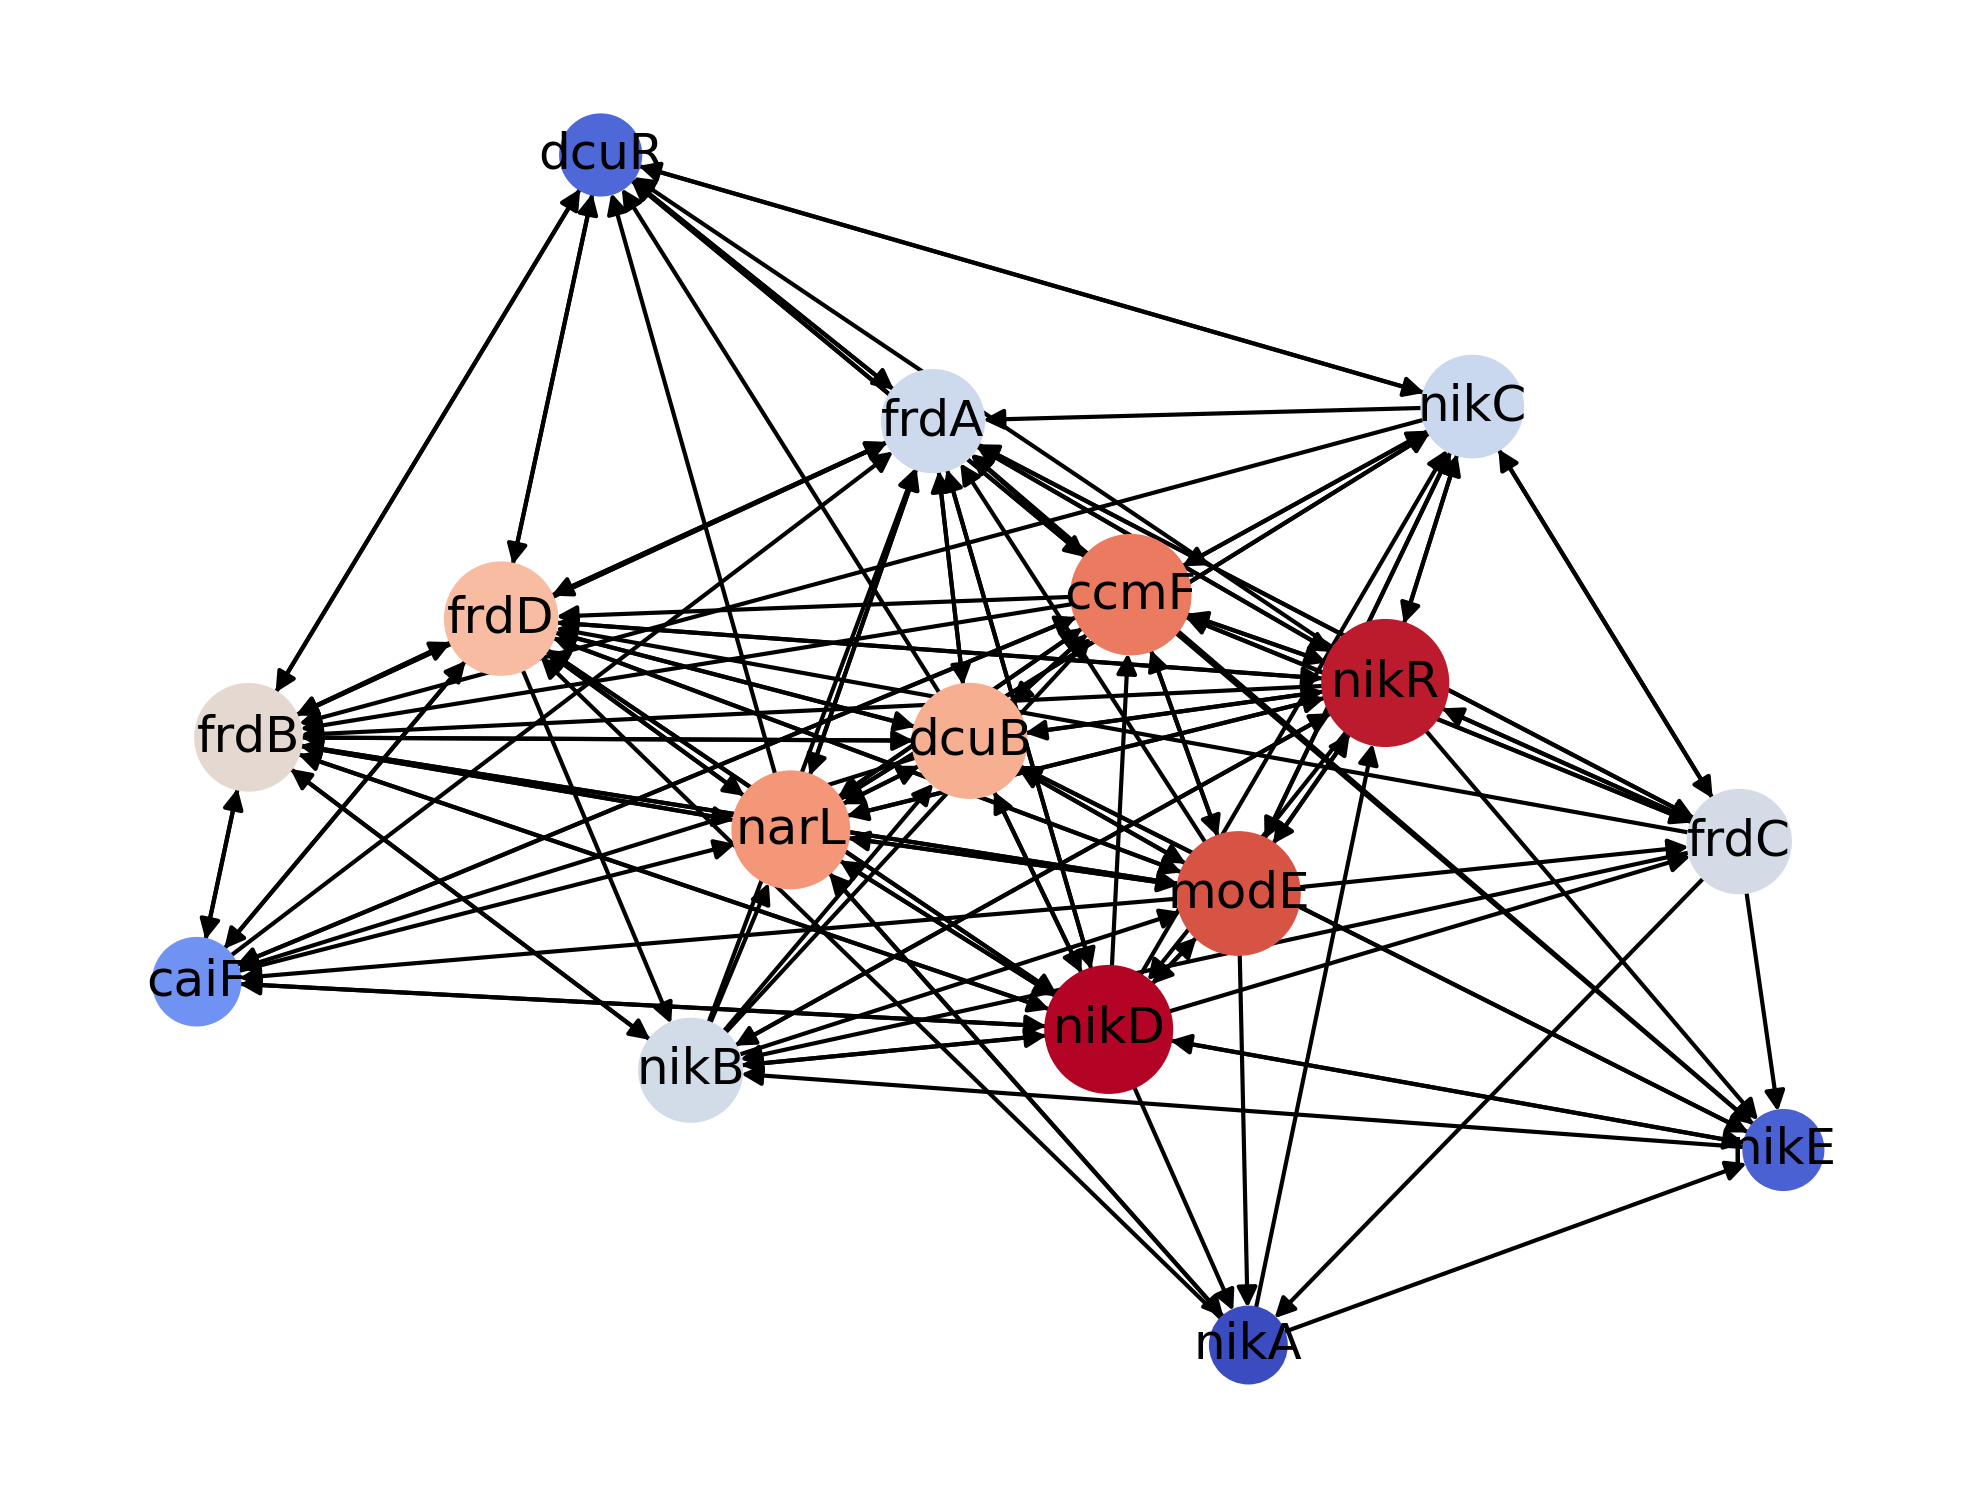 dcuR
frdA
nikC
ccmF
frdD
nikR
frdB
dcuB
narL
frdC
modE
caiF
nikD
nikB
nikE
nikA